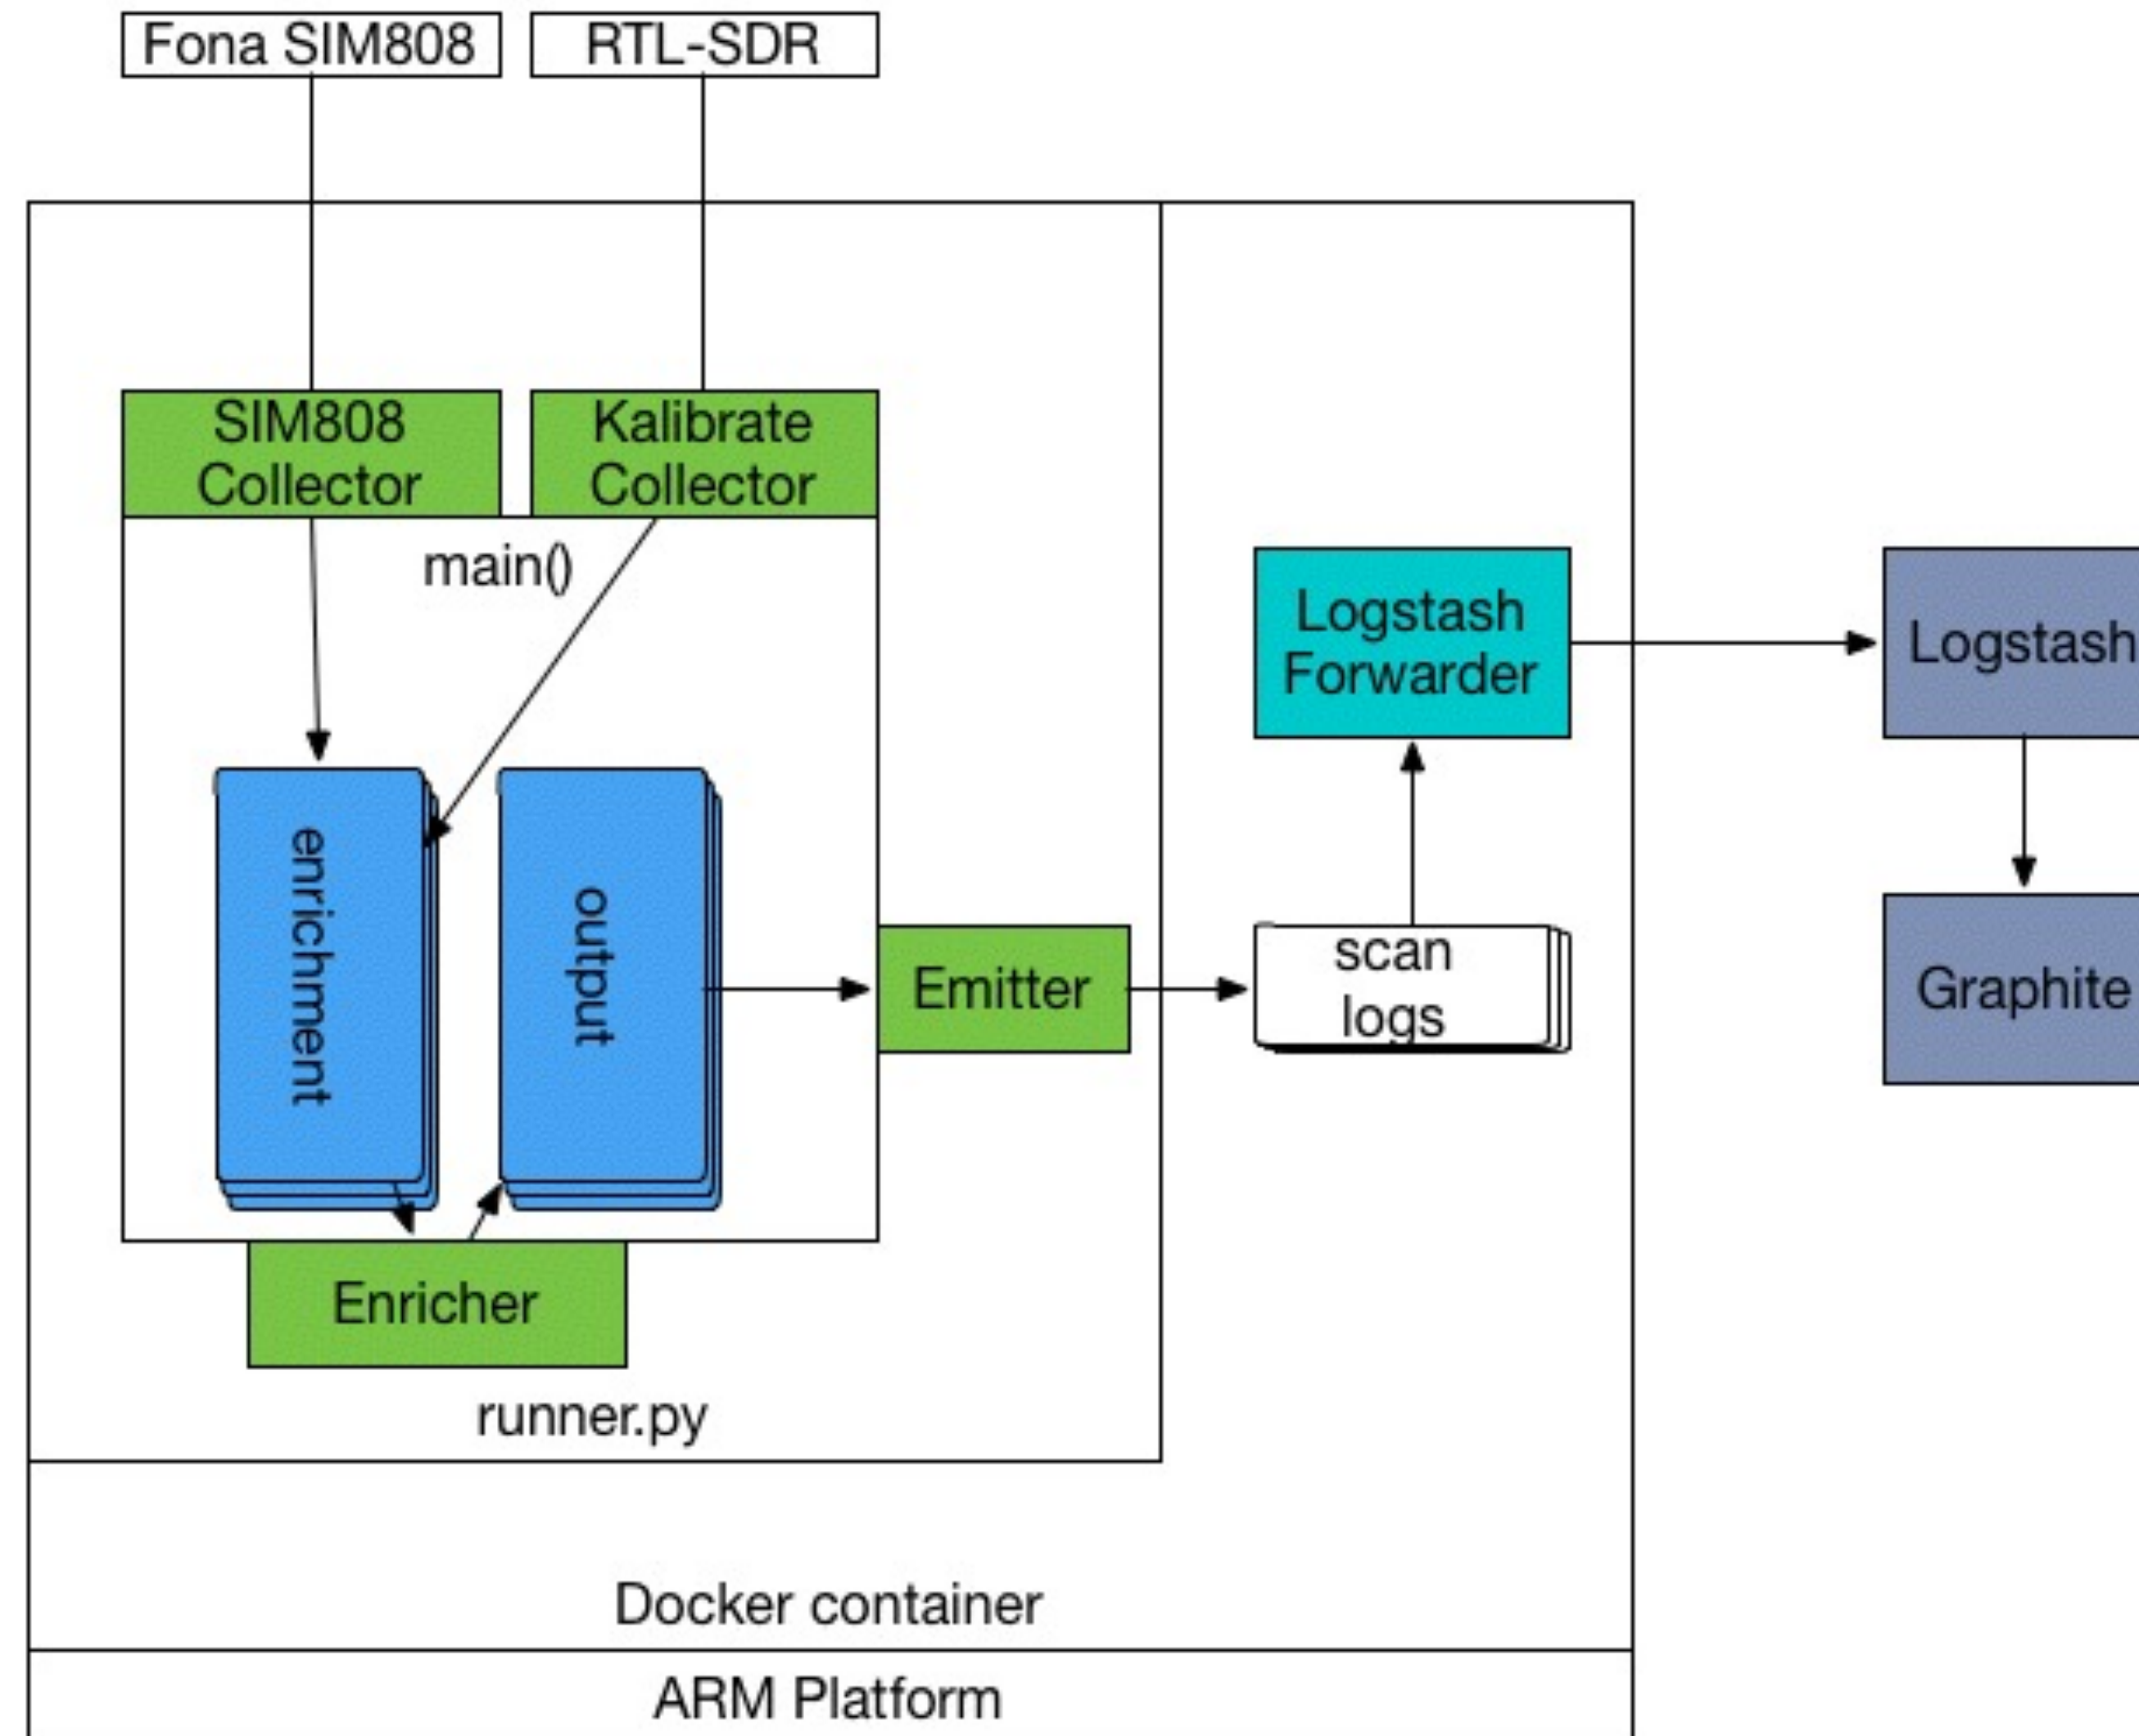 Fona SIM808
RTL-SDR
SIM808
Collector
Kalibrate
Collector
main()
Logstash
Forwarder
Logstash
enrichment
output
Emitter
scan
logs
Graphite
Enricher
runner.py
Docker container
ARM Platform